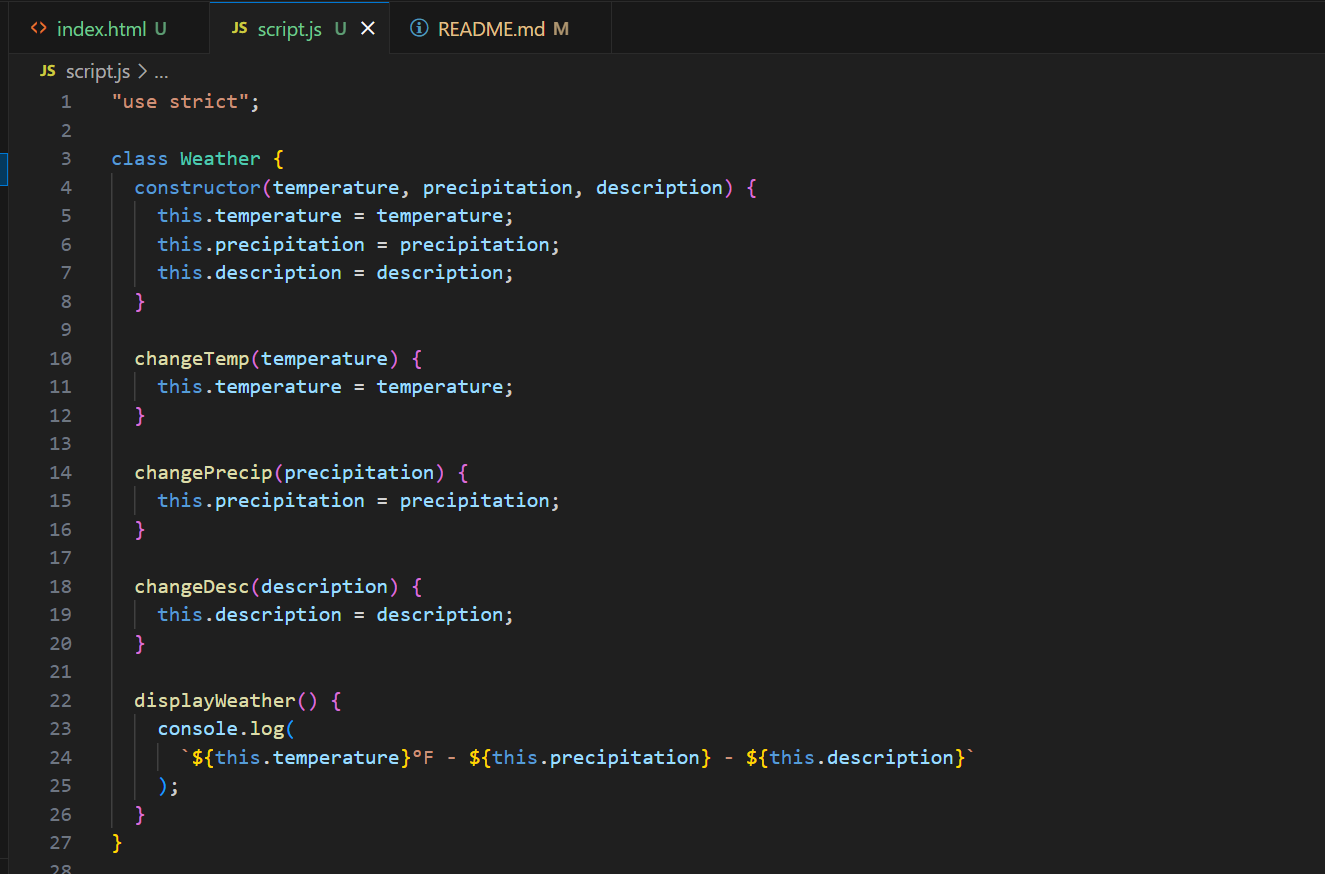 <> index.html U JS script.js U × ⓘ README.md M
JS script.js > ...
1 "use strict";
2
3 class Weather {
4   constructor(temperature, precipitation, description) {
5     this.temperature = temperature;
6     this.precipitation = precipitation;
7     this.description = description;
8   }
9
10   changeTemp(temperature) {
11     this.temperature = temperature;
12   }
13
14   changePrecip(precipitation) {
15     this.precipitation = precipitation;
16   }
17
18   changeDesc(description) {
19     this.description = description;
20   }
21
22   displayWeather() {
23     console.log(
24       `${this.temperature}°F - ${this.precipitation} - ${this.description}`
25     );
26   }
27 }
28